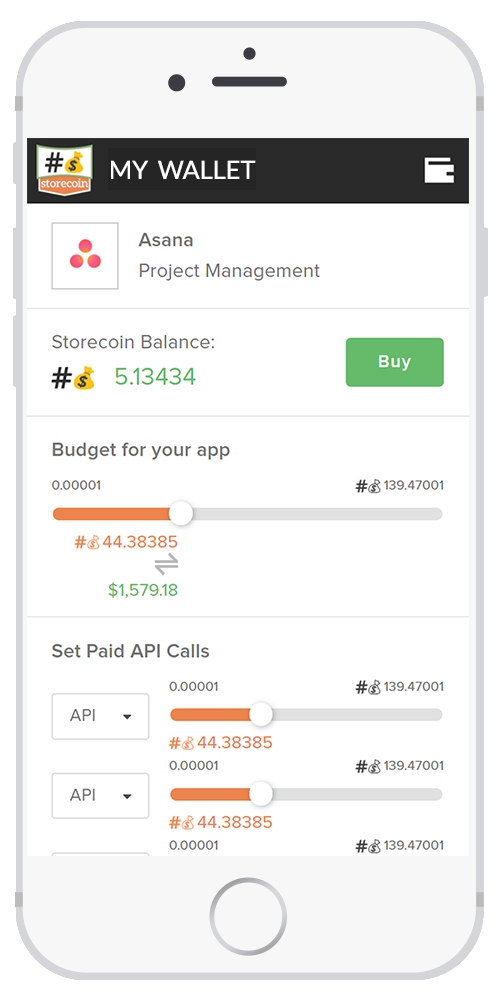 #💰
storecoin
MY WALLET
Asana
Project Management
Storecoin Balance:
#💰 5.13434
Buy
Budget for your app
0.00001 #💰139.47001
#💰44.38385
⇌
$1,579.18
Set Paid API Calls
0.00001 #💰139.47001
API
#💰44.38385
0.00001 #💰139.47001
API
#💰44.38385
0.00001 #💰139.47001